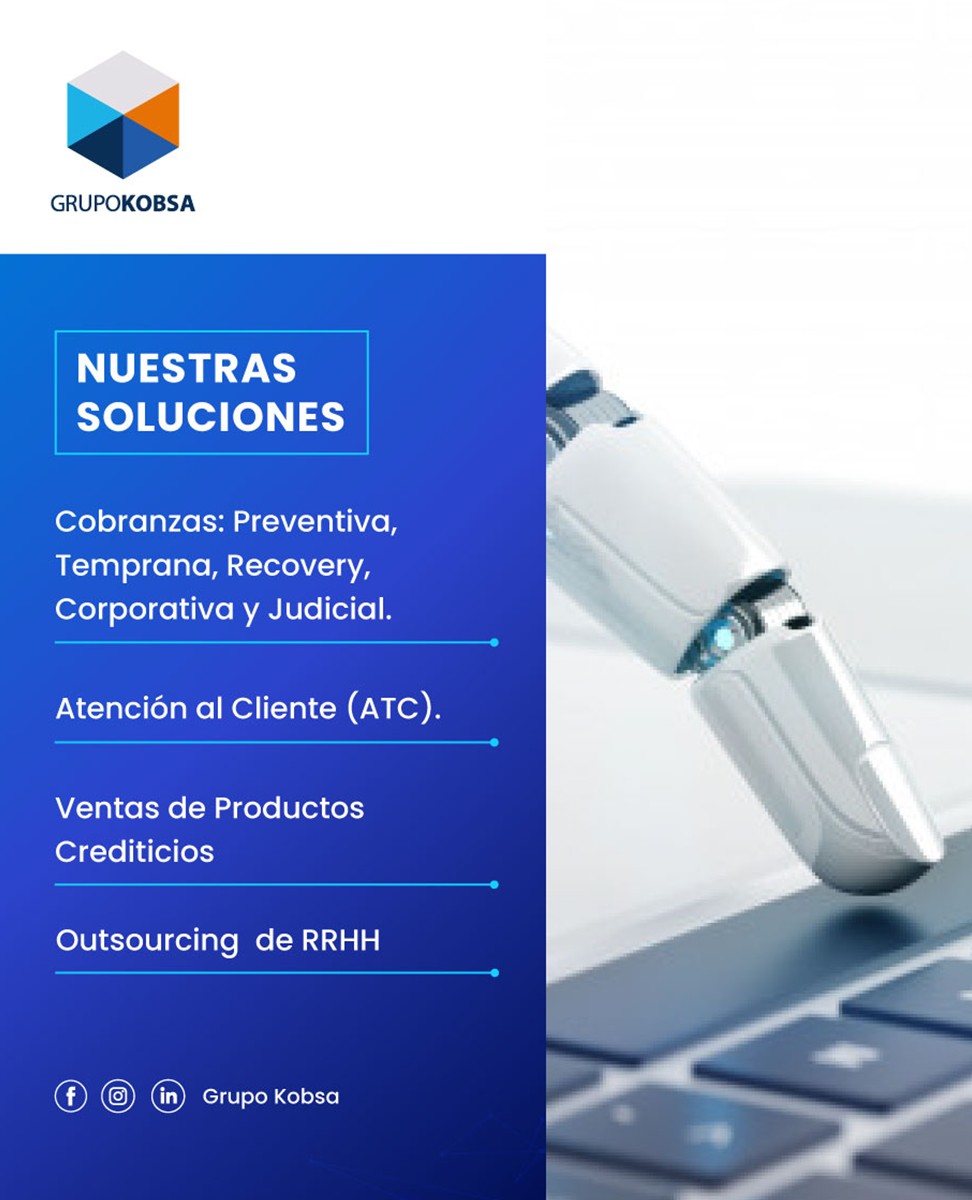 GRUPOKOBSA
NUESTRAS
SOLUCIONES
Cobranzas: Preventiva,
Temprana, Recovery,
Corporativa y Judicial.
Atención al Cliente (ATC).
Ventas de Productos
Crediticios
Outsourcing  de RRHH
Grupo Kobsa